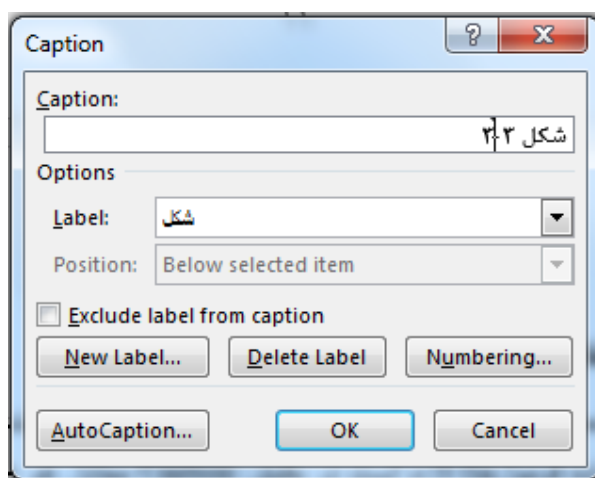 Caption
Caption:
شکل ۳-۳
Options
Label:
شکل
Position:
Below selected item
Exclude label from caption
New Label...
Delete Label
Numbering...
AutoCaption...
OK
Cancel